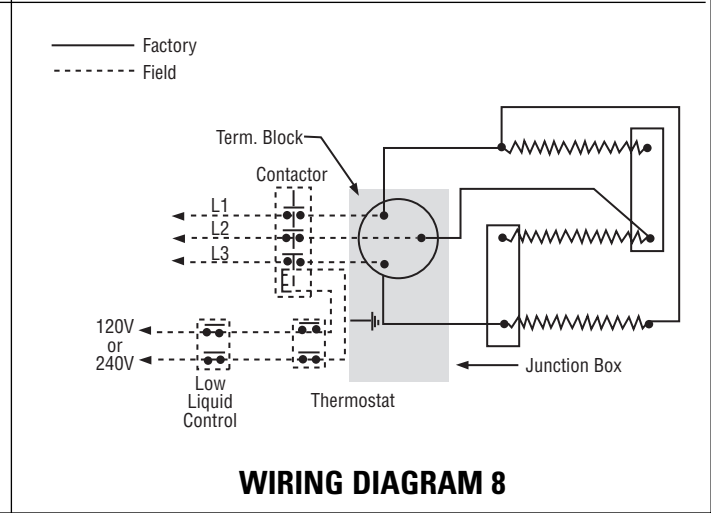 Factory
Field
Term. Block
Contactor
L1
L2
L3
120V
or
240V
Low
Liquid
Control
Thermostat
Junction Box
WIRING DIAGRAM 8